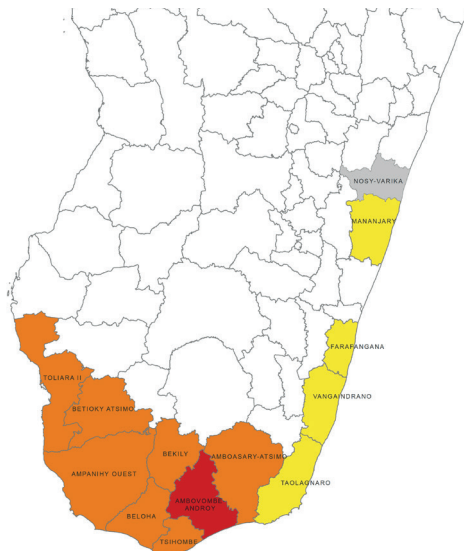 NOSY-VARIKA
MANANJARY
FARAFANGANA
TOLIARA II
VANGAINDRANO
BETIOKY ATSIMO
BEKILY
AMBOASARY-ATSIMO
AMPANIHY OUEST
TAOLAGNARO
AMBOVOMBE
ANDROY
BELOHA
TSIHOMBE